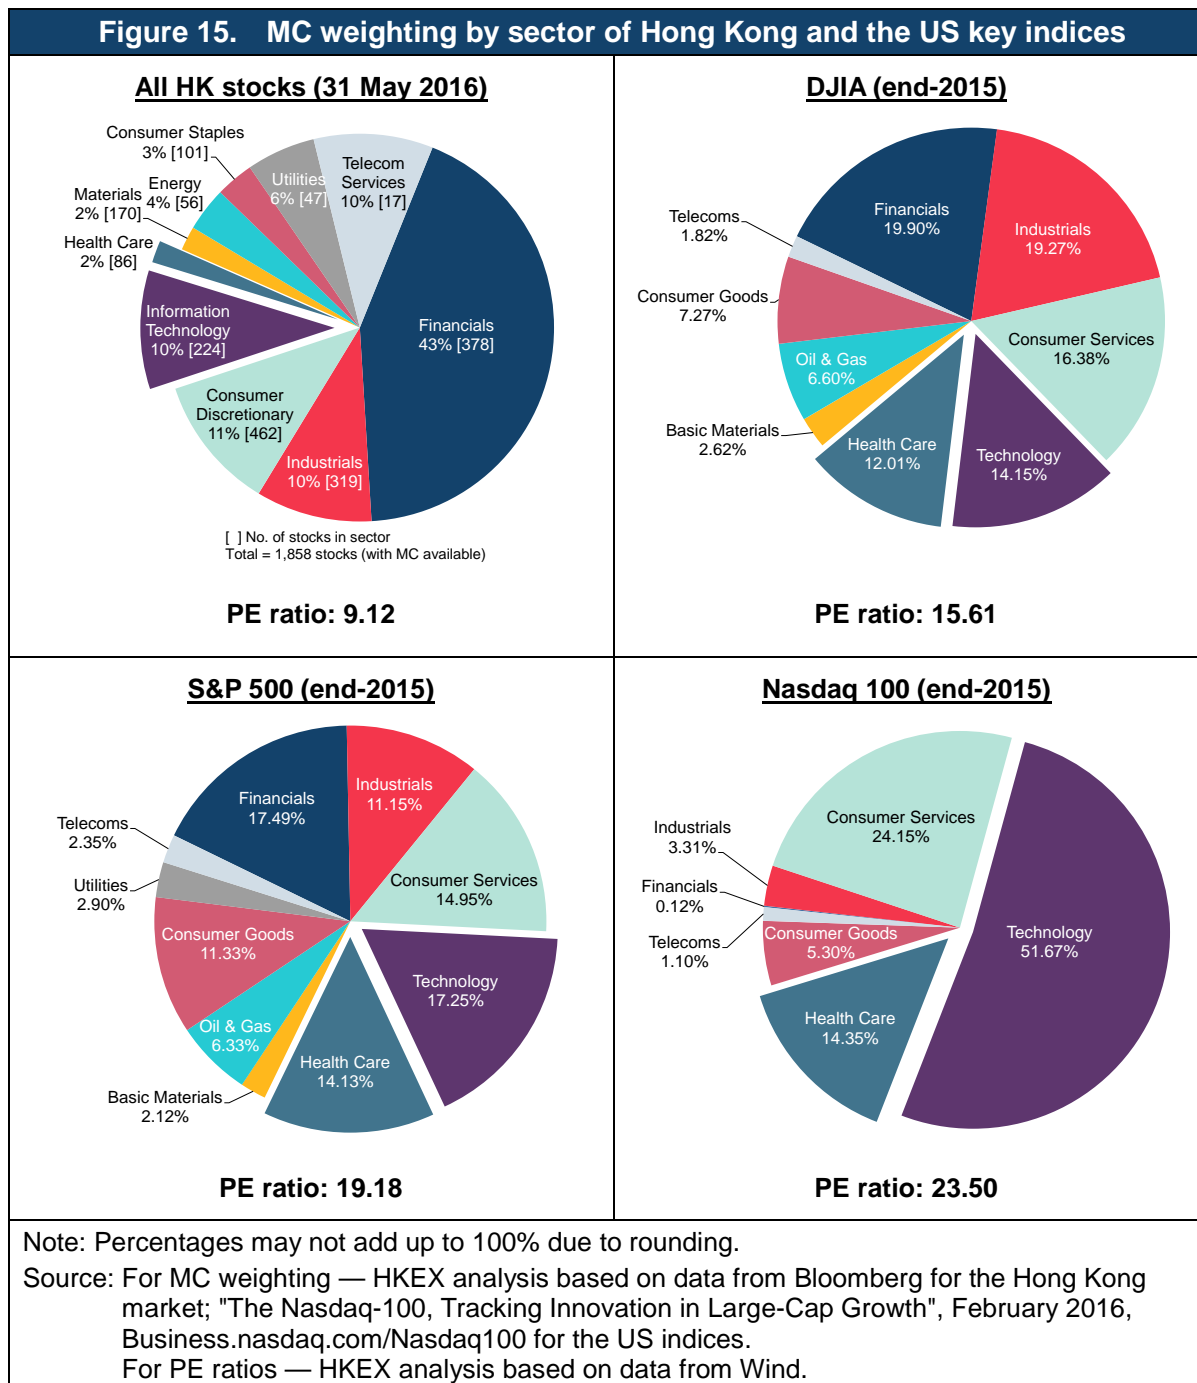 Figure 15. MC weighting by sector of Hong Kong and the US key indices
All HK stocks (31 May 2016)
Consumer Staples
3% [101]
Energy
4% [56]
Materials
2% [170]
Health Care
2% [86]
Utilities
6% [47]
Telecom
Services
10% [17]
Information
Technology
10% [224]
Financials
43% [378]
Consumer
Discretionary
11% [462]
Industrials
10% [319]
[ ] No. of stocks in sector
Total = 1,858 stocks (with MC available)
PE ratio: 9.12
DJIA (end-2015)
Financials
19.90%
Industrials
19.27%
Telecoms
1.82%
Consumer Goods
7.27%
Consumer Services
16.38%
Oil & Gas
6.60%
Basic Materials
2.62%
Health Care
12.01%
Technology
14.15%
PE ratio: 15.61
S&P 500 (end-2015)
Financials
17.49%
Industrials
11.15%
Telecoms
2.35%
Utilities
2.90%
Consumer Services
14.95%
Consumer Goods
11.33%
Technology
17.25%
Oil & Gas
6.33%
Health Care
14.13%
Basic Materials
2.12%
PE ratio: 19.18
Nasdaq 100 (end-2015)
Consumer Services
24.15%
Industrials
3.31%
Financials
0.12%
Telecoms
1.10%
Consumer Goods
5.30%
Technology
51.67%
Health Care
14.35%
PE ratio: 23.50
Note: Percentages may not add up to 100% due to rounding.
Source: For MC weighting — HKEX analysis based on data from Bloomberg for the Hong Kong
market; "The Nasdaq-100, Tracking Innovation in Large-Cap Growth", February 2016,
Business.nasdaq.com/Nasdaq100 for the US indices.
For PE ratios — HKEX analysis based on data from Wind.